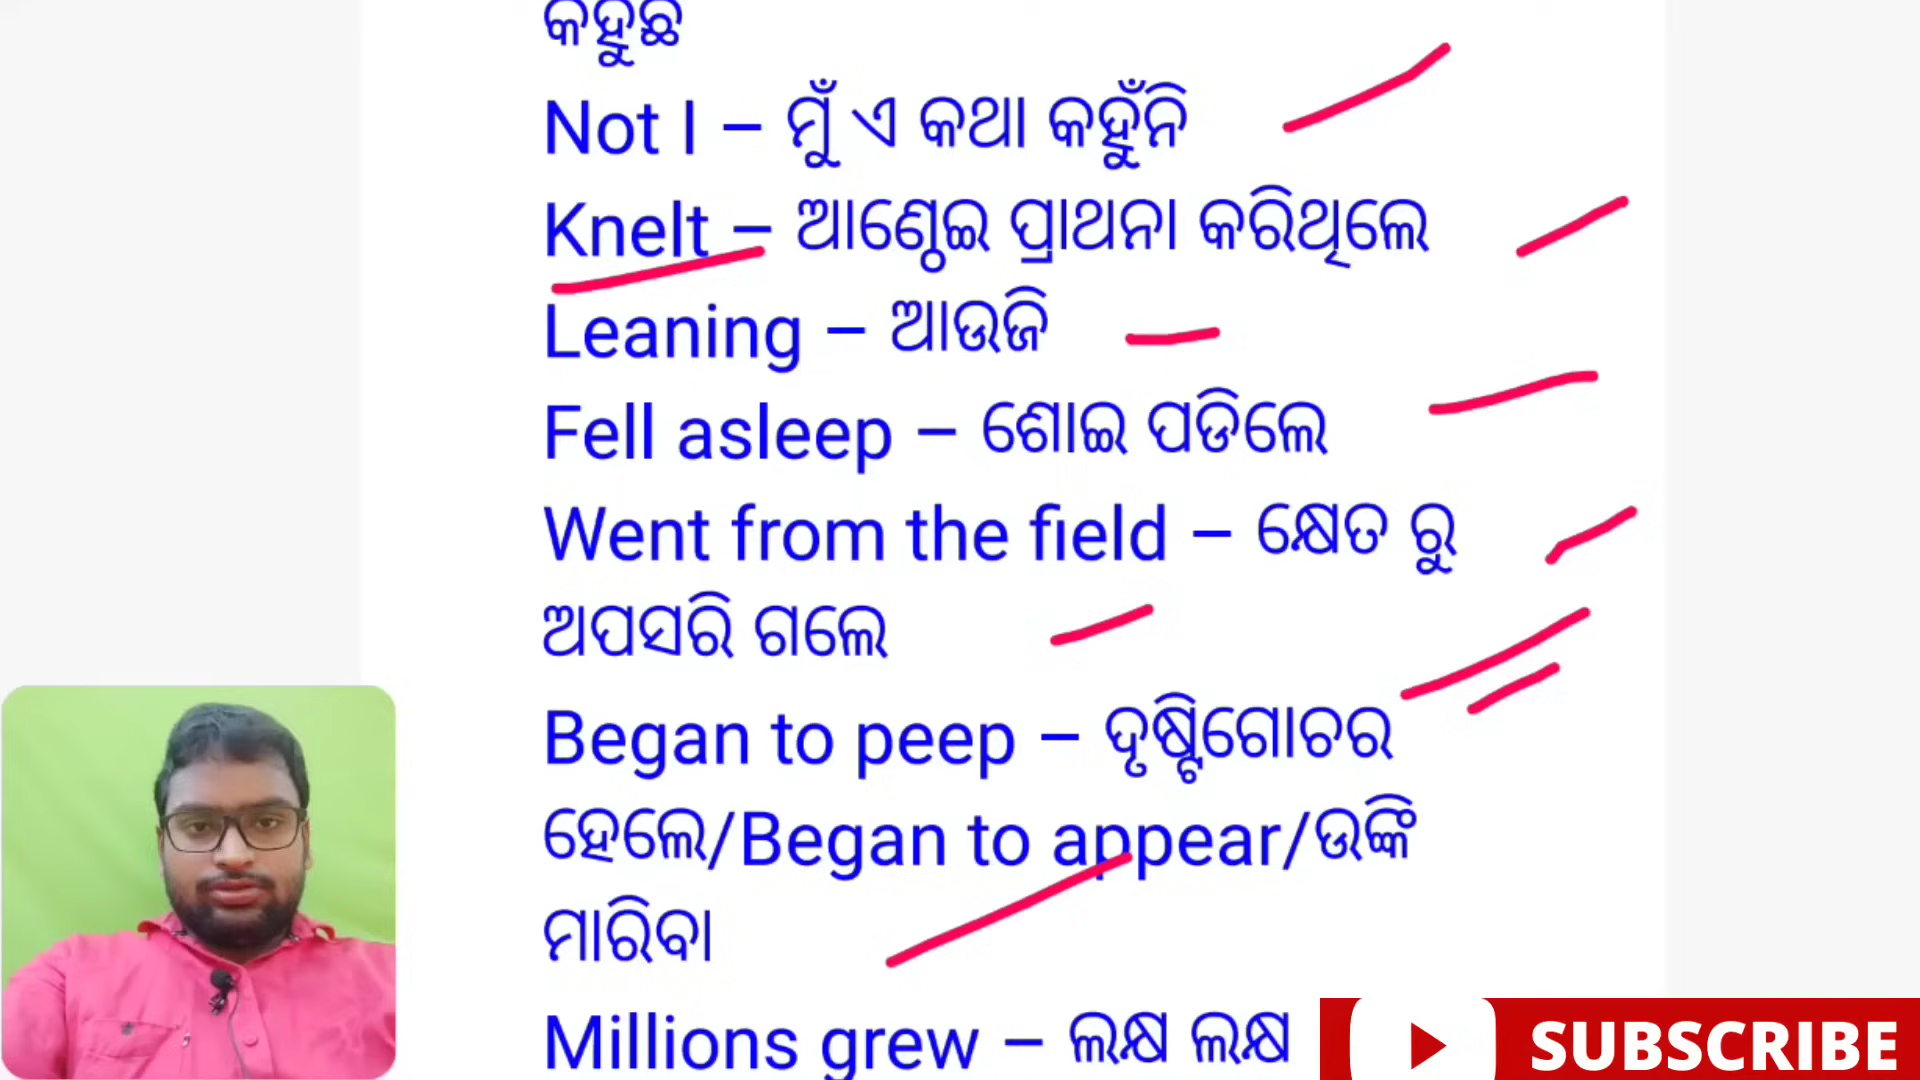 କହୁଛ
Not I – ମୁଁ ଏ କଥା କହୁଁନି
Knelt – ଆଣ୍ଠେଇ ପ୍ରାଥନା କରିଥିଲେ
Leaning – ଆଉଜି
Fell asleep – ଶୋଇ ପଡିଲେ
Went from the field – କ୍ଷେତ ରୁ
ଅପସରି ଗଲେ
Began to peep – ଦୃଷ୍ଟିଗୋଚର
ହେଲେ/Began to appear/ଉଙ୍କି
ମାରିବା
Millions grew – ଲକ୍ଷ ଲକ୍ଷ
SUBSCRIBE